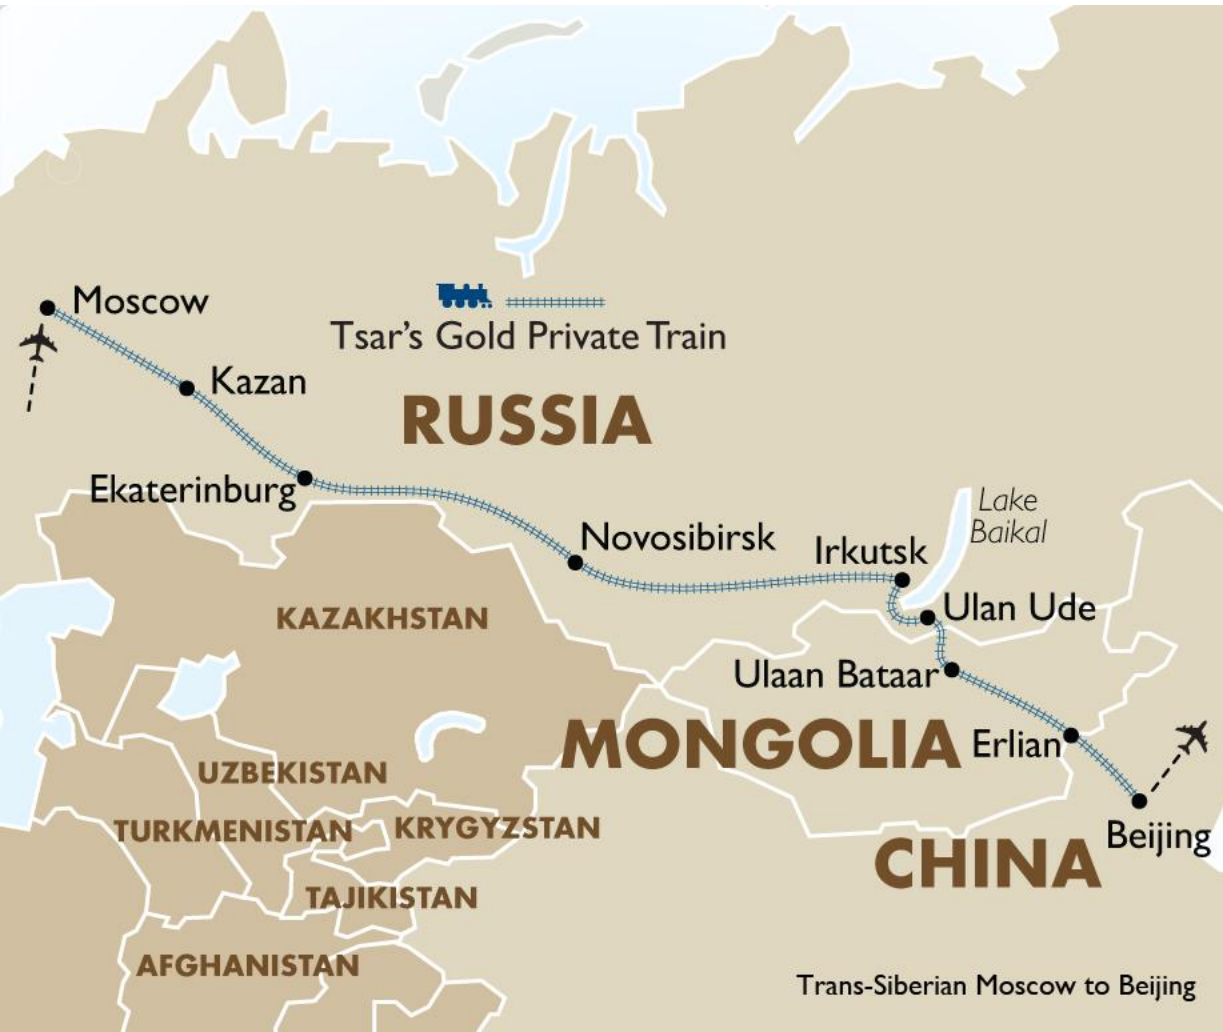 Moscow
Tsar's Gold Private Train
Kazan
RUSSIA
Ekaterinburg
Lake
Baikal
Novosibirsk
Irkutsk
KAZAKHSTAN
Ulan Ude
Ulaan Bataar
MONGOLIA
Erlian
UZBEKISTAN
TURKMENISTAN
KRYGYZSTAN
Beijing
CHINA
TAJIKISTAN
AFGHANISTAN
Trans-Siberian Moscow to Beijing